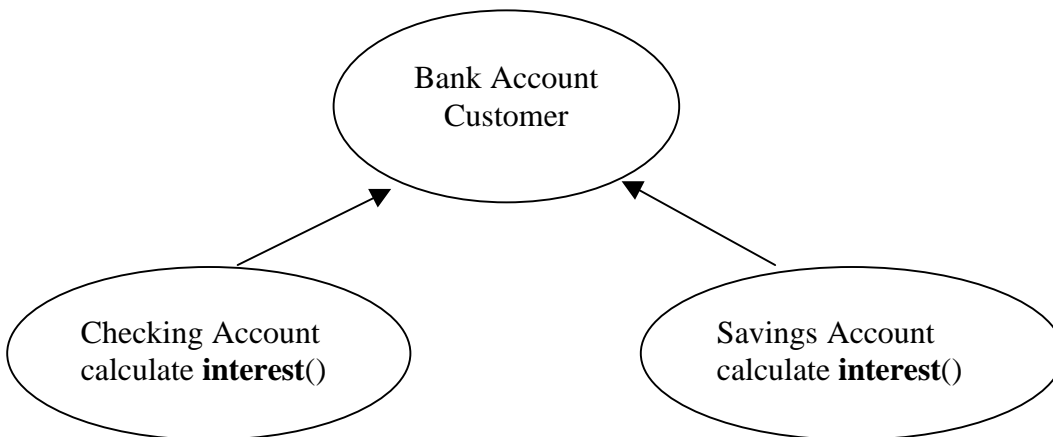 Bank Account
Customer
Checking Account
calculate interest()
Savings Account
calculate interest()